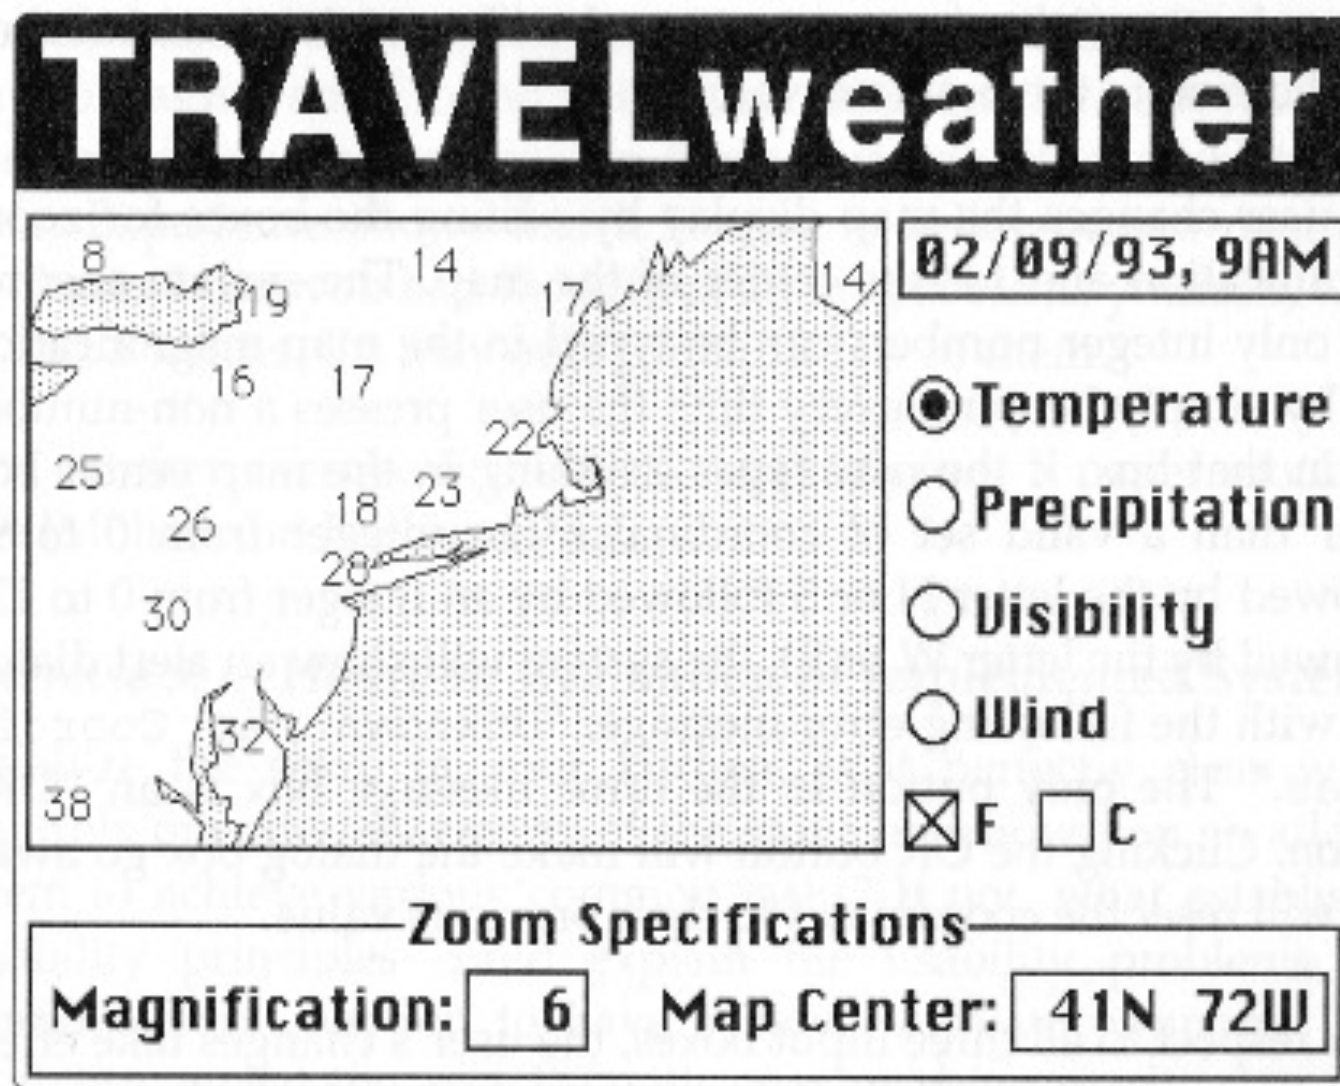 TRAVELweather
8 14 14
19 17
16 17
22
25 23
26 18
28
30
32
38
02/09/93, 9AM
Temperature
Precipitation
Visibility
Wind
F C
Zoom Specifications
Magnification: 6 Map Center: 41N 72W